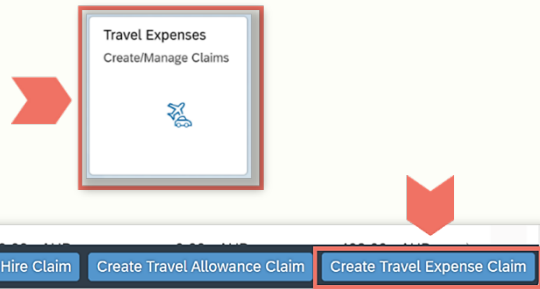 Travel Expenses
Create/Manage Claims
Hire Claim
Create Travel Allowance Claim
Create Travel Expense Claim